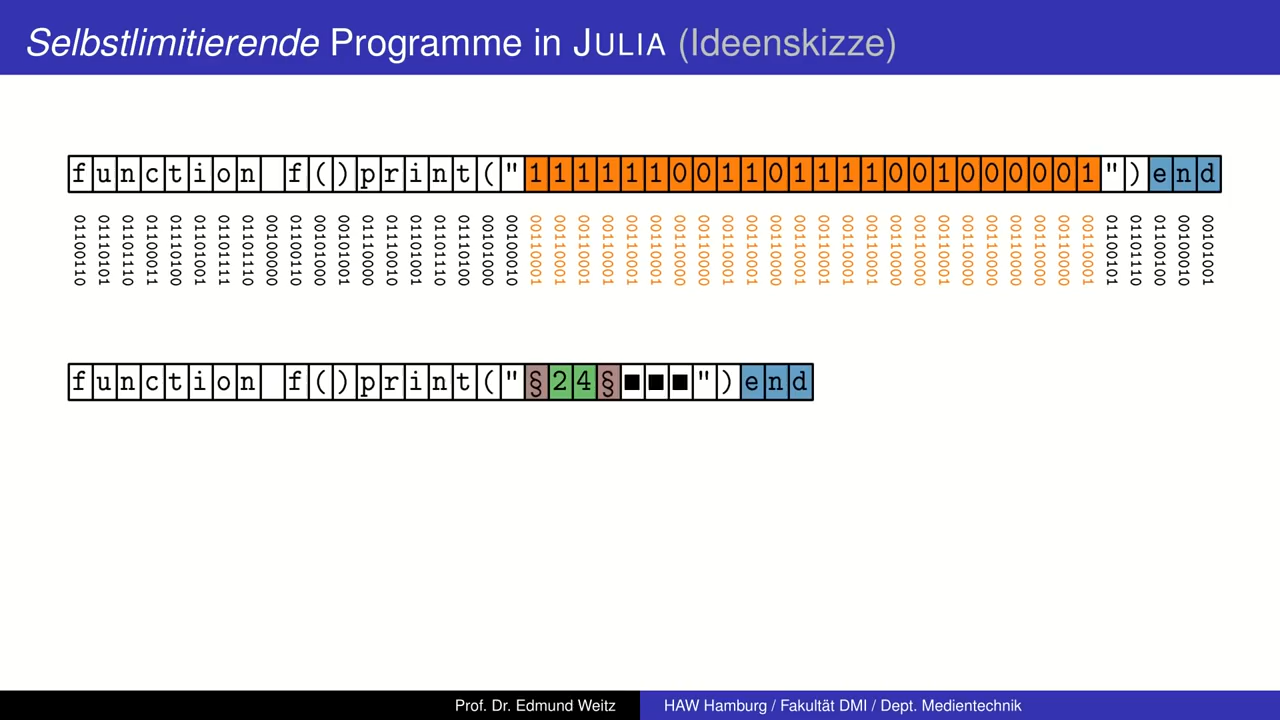 Selbstlimitierende Programme in JULIA (Ideenskizze)
function f()print("111111001101111001000001")end
01100110 01110101 01101110 01100011 01110100 01101001 01101111 01101110 00100000 01100110 00101000 00101001 01110000 01110010 01101001 01101110 01110100 00101000 00100010 00110001 00110001 00110001 00110001 00110001 00110001 00110000 00110000 00110001 00110001 00110000 00110001 00110001 00110001 00110001 00110000 00110000 00110001 00110000 00110000 00110000 00110000 00110000 00110001 01100101 01101110 01100100 00100010 00101001
function f()print("§24§■■■")end
Prof. Dr. Edmund Weitz
HAW Hamburg / Fakultät DMI / Dept. Medientechnik